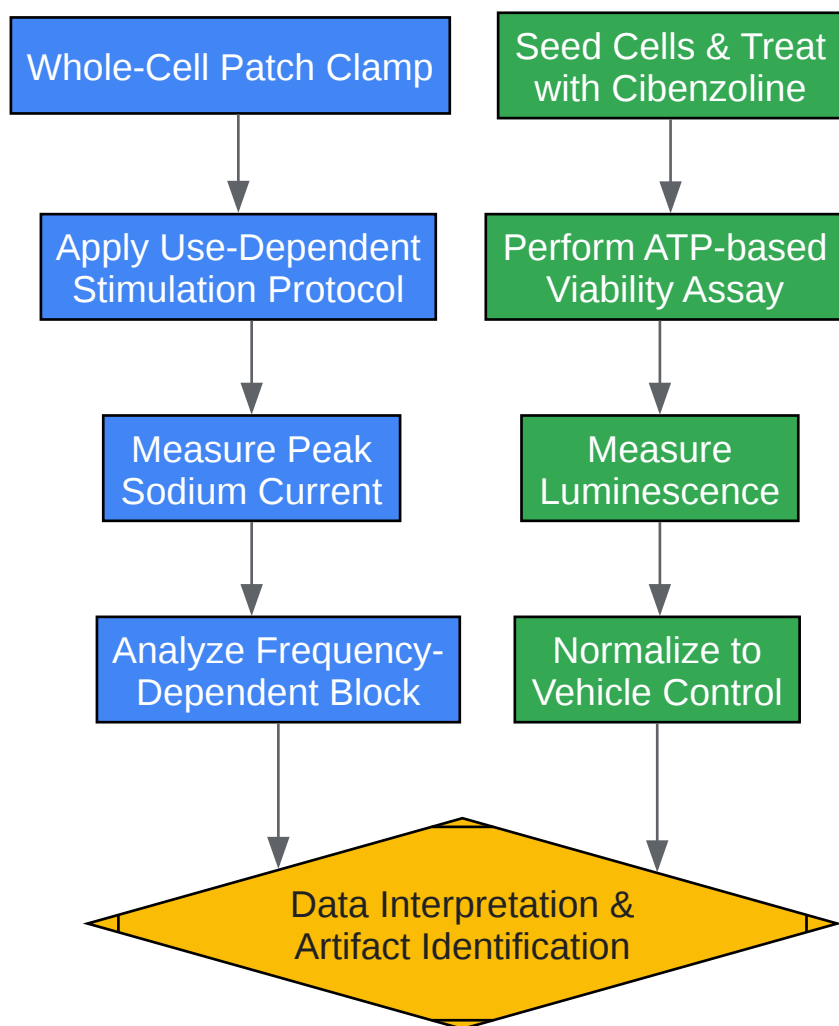 Whole-Cell Patch Clamp
Apply Use-Dependent
Stimulation Protocol
Measure Peak
Sodium Current
Analyze Frequency-
Dependent Block
Seed Cells & Treat
with Cibenzoline
Perform ATP-based
Viability Assay
Measure
Luminescence
Normalize to
Vehicle Control
Data Interpretation &
Artifact Identification